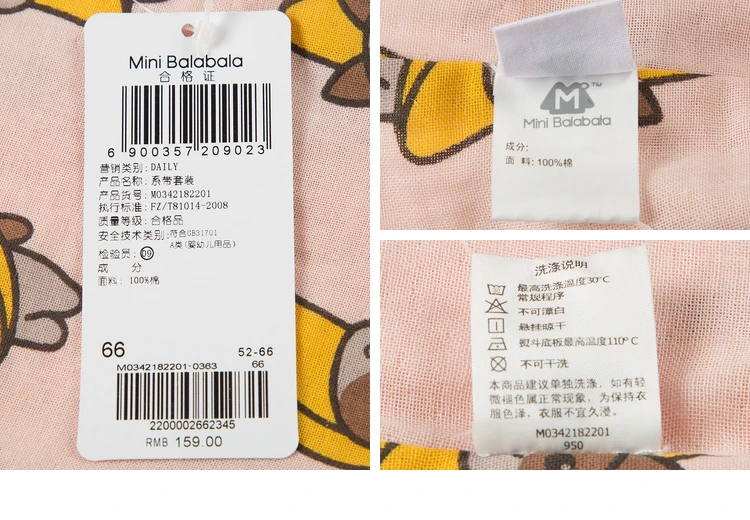 Mini Balabala
合格证
6 900357 209023
营销类别: DAILY
产品名称: 系带套装
产品货号: M0342182201
执行标准: FZ/T81014-2008
质量等级: 合格品
安全技术类别: 符合GB31701
A类(婴幼儿用品)
检验员: 09
成 分
面料: 100%棉
66 52-66
M0342182201-0363 66
2200002662345
RMB 159.00
M™
Mini Balabala
成分:
面 料: 100%棉
洗涤说明
最高洗涤温度30°C
常规程序
不可漂白
悬挂晾干
熨斗底板最高温度110°C
不可干洗
本商品建议单独洗涤，如有轻
微褪色属正常现象，为保持衣
服色泽，衣服不宜久浸。
M0342182201
950